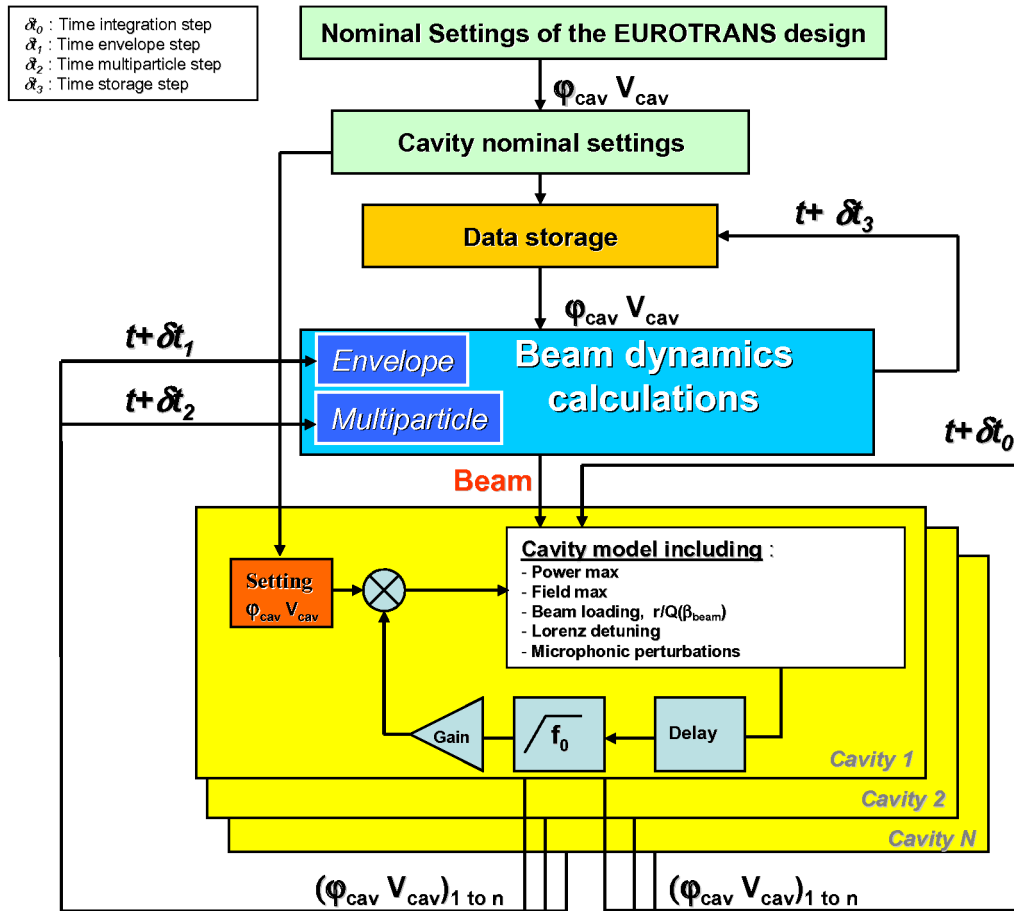 δt₀ : Time integration step
δt₁ : Time envelope step
δt₂ : Time multiparticle step
δt₃ : Time storage step
Nominal Settings of the EUROTRANS design
φcav Vcav
Cavity nominal settings
t+ δt₃
Data storage
φcav Vcav
t+ δt₁
Envelope
Beam dynamics
calculations
t+ δt₂
Multiparticle
t+ δt₀
Beam
Cavity model including :
- Power max
- Field max
- Beam loading, r/Q(βbeam)
- Lorenz detuning
- Microphonic perturbations
Setting
φcav Vcav
Gain
f₀
Delay
Cavity 1
Cavity 2
Cavity N
(φcav Vcav)1 to n
(φcav Vcav)1 to n